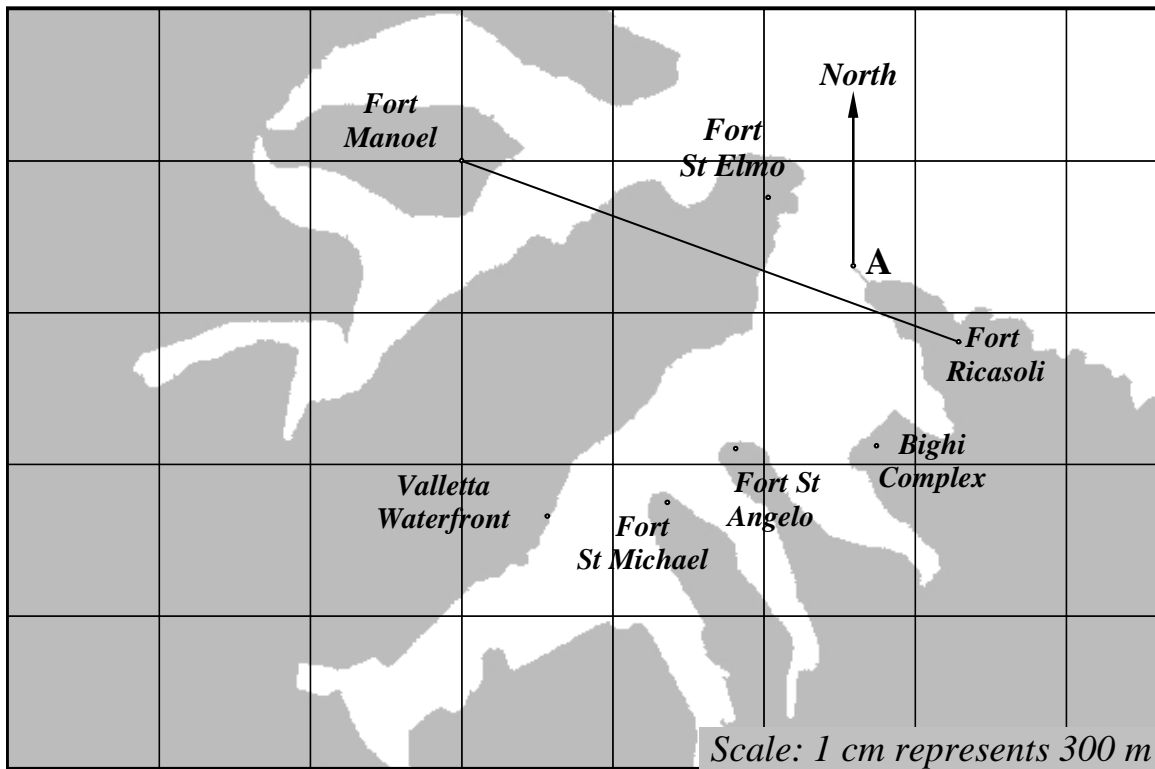 North
Fort
Manoel
Fort
St Elmo
A
Fort
Ricasoli
Bighi
Complex
Valletta
Waterfront
Fort St
Angelo
Fort
St Michael
Scale: 1 cm represents 300 m